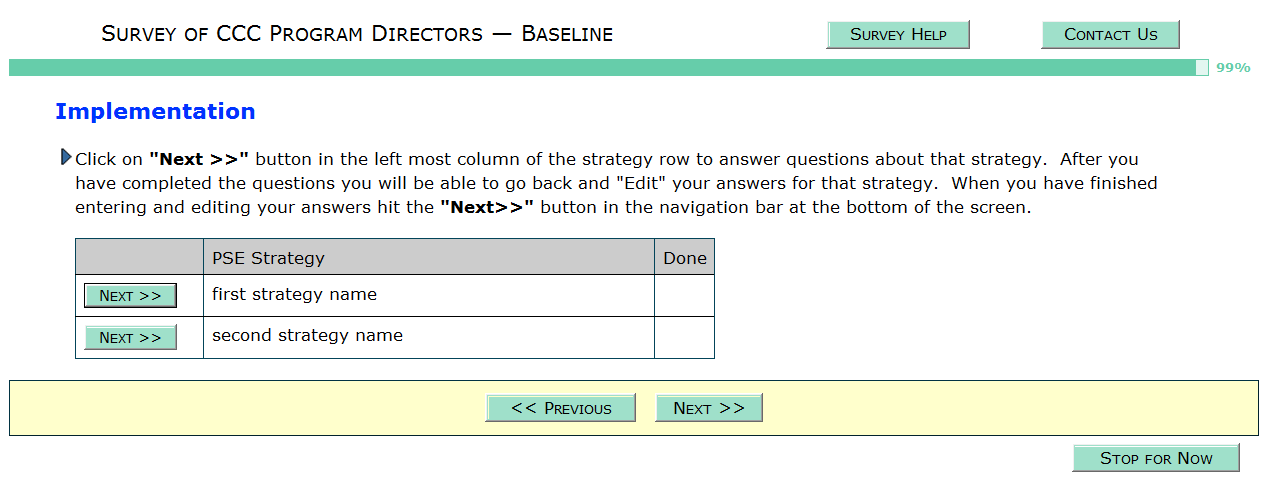 SURVEY OF CCC PROGRAM DIRECTORS — BASELINE
SURVEY HELP
CONTACT US
99%
Implementation
Click on "Next >>" button in the left most column of the strategy row to answer questions about that strategy. After you
have completed the questions you will be able to go back and "Edit" your answers for that strategy. When you have finished
entering and editing your answers hit the "Next>>" button in the navigation bar at the bottom of the screen.
PSE Strategy Done
NEXT >> first strategy name
NEXT >> second strategy name
<< PREVIOUS NEXT >>
STOP FOR NOW